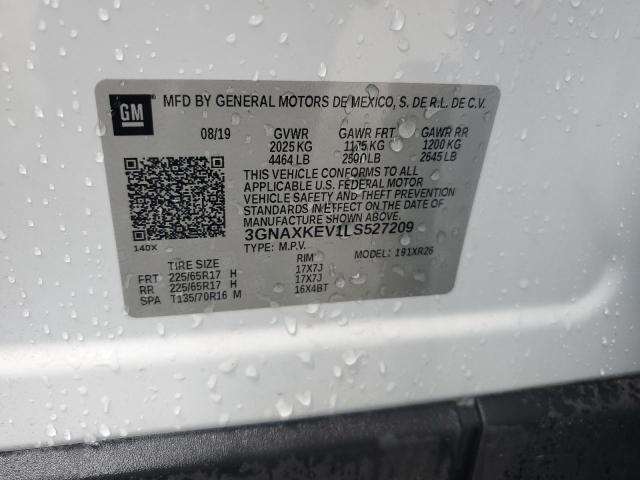 GM
MFD BY GENERAL MOTORS DE MEXICO, S. DE R.L. DE C.V.
08/19 GVWR GAWR FRT GAWR RR
2025 KG KG 1200 KG
4464 LB LB 2645 LB
THIS VEHICLE CONFORMS TO ALL
APPLICABLE U.S. FEDERAL MOTOR
VEHICLE SAFETY AND THEFT PREVENTION
STANDARDS IN EFFECT ON THE DATE OF
MANUFACTURE SHOWN ABOVE.
3GNAXKEV1LS527209
140X
TYPE: M.P.V. MODEL: 191XR26
TIRE SIZE RIM
FRT 225/65R17 H 17X7J
RR 225/65R17 H 17X7J
SPA T135/70R16 M 16X4BT